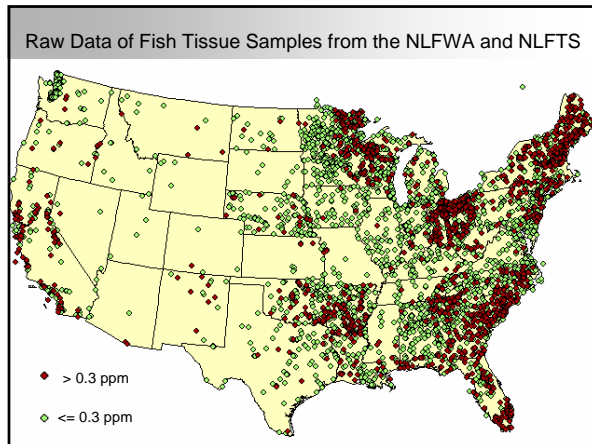 Raw Data of Fish Tissue Samples from the NLFWA and NLFTS
> 0.3 ppm
<= 0.3 ppm